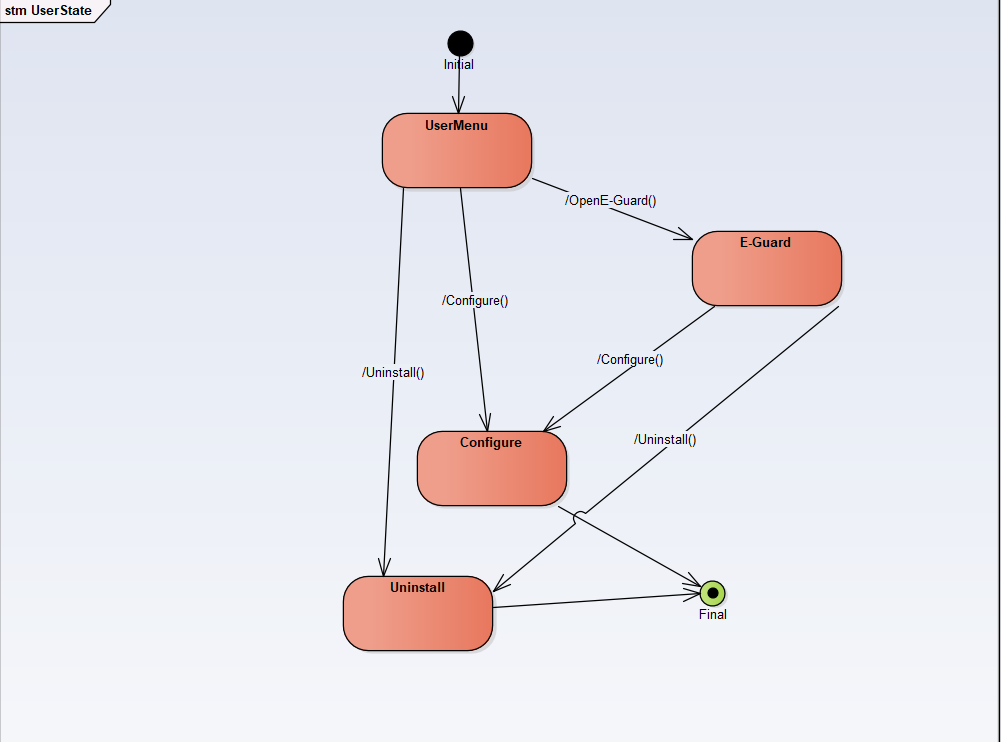 stm UserState
Initial
UserMenu
/OpenE-Guard()
E-Guard
/Configure()
/Configure()
/Uninstall()
/Uninstall()
Configure
Uninstall
Final